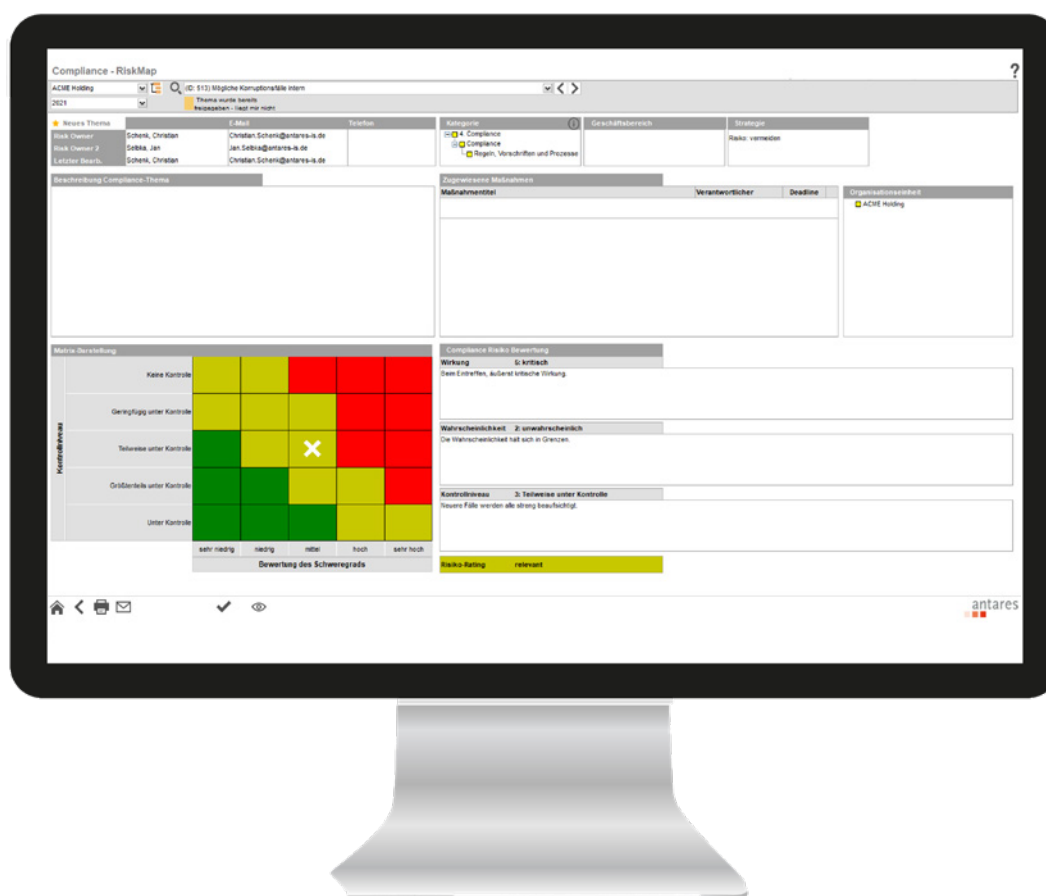 Compliance - RiskMap
?
ACME Holding
(ID: 513) Mögliche Korruptionsfälle intern
2021
Thema wurde bereits
freigegeben - liegt mir nicht
Neues Thema E-Mail Telefon
Risk Owner Schenk, Christian Christian.Schenk@antares-is.de
Risk Owner 2 Selbka, Jan Jan.Selbka@antares-is.de
Letzter Bearb. Schenk, Christian Christian.Schenk@antares-is.de
Kategorie Geschäftsbereich Strategie
4. Compliance
Compliance
Regeln, Vorschriften und Prozesse
Risiko: vermeiden
Beschreibung Compliance-Thema
Zugewiesene Maßnahmen
Maßnahmentitel Verantwortlicher Deadline
Organisationseinheit
ACME Holding
Matrix-Darstellung
Kontrollniveau
Keine Kontrolle
Geringfügig unter Kontrolle
Teilweise unter Kontrolle
Größtenteils unter Kontrolle
Unter Kontrolle
sehr niedrig niedrig mittel hoch sehr hoch
Bewertung des Schweregrads
Compliance Risiko Bewertung
Wirkung 5: kritisch
Beim Entreffen, äußerst kritische Wirkung.
Wahrscheinlichkeit 2: unwahrscheinlich
Die Wahrscheinlichkeit hält sich in Grenzen.
Kontrollniveau 3: Teilweise unter Kontrolle
Neuere Fälle werden alle streng beaufsichtigt.
Risiko-Rating relevant
antares